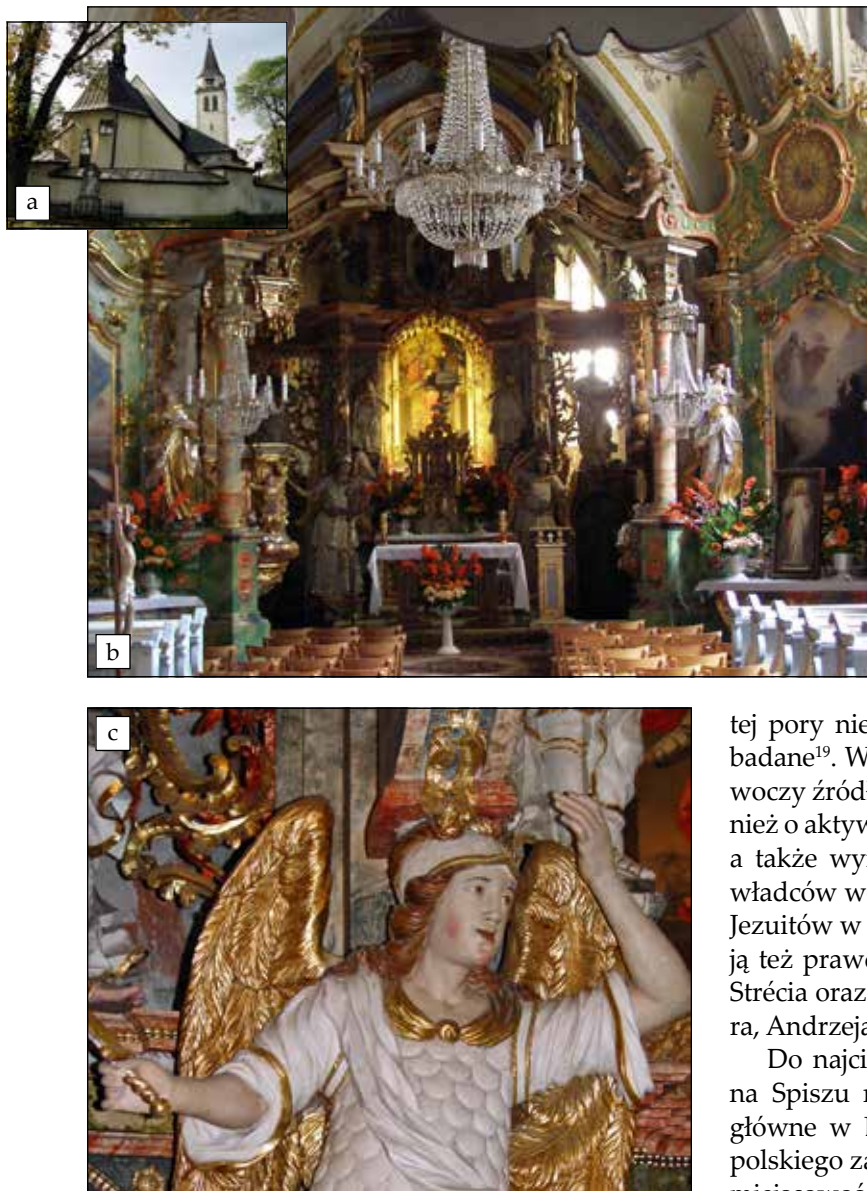 a
b
c
tej pory nie
badane¹⁹. W
woczy źród
nież o aktyw
a także wy
władców w
Jezuitów w
ją też praw
Strécia oraz
ra, Andrzeja
Do najci
na Spiszu
główne w
polskiego za